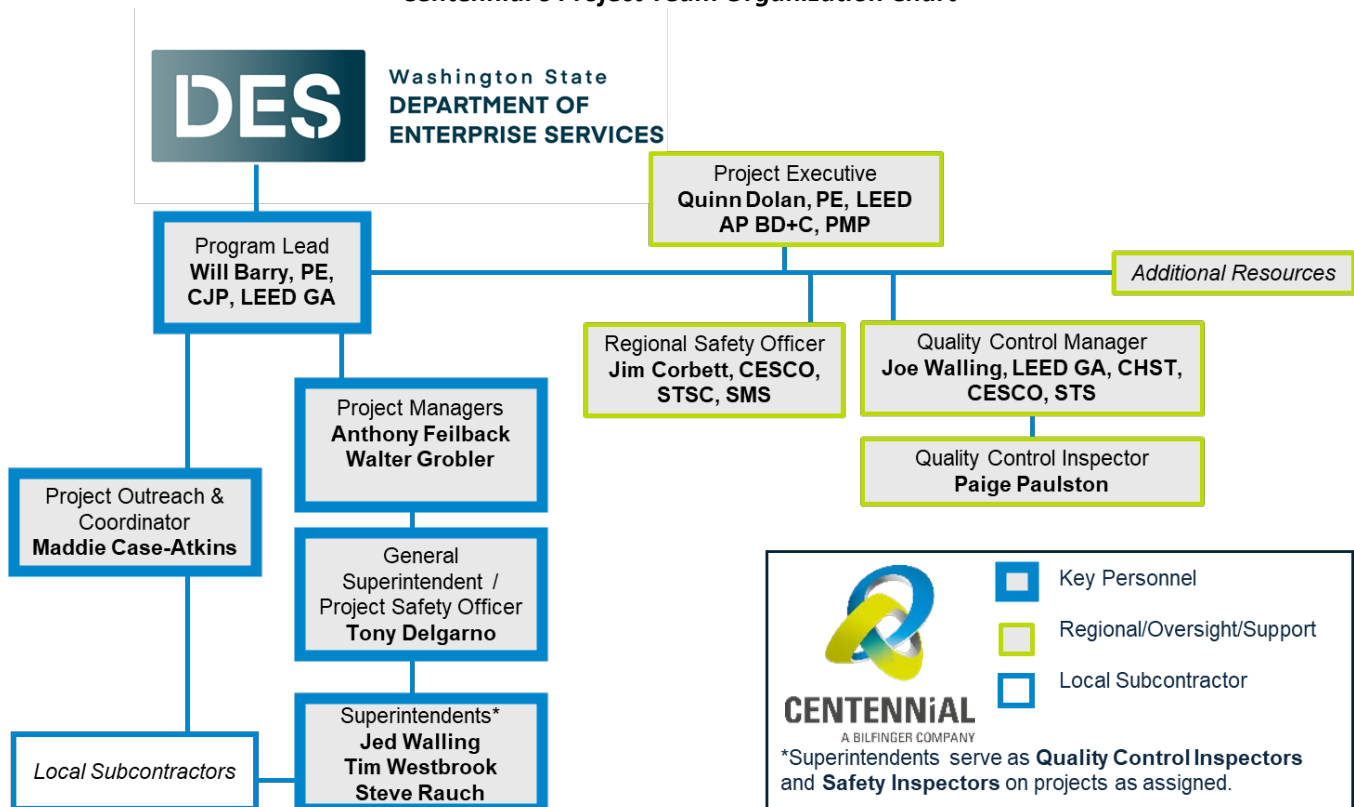 Centennial's Project Team Organization Chart
DES
Washington State
DEPARTMENT OF
ENTERPRISE SERVICES
Project Executive
Quinn Dolan, PE, LEED
AP BD+C, PMP
Program Lead
Will Barry, PE,
CJP, LEED GA
Additional Resources
Regional Safety Officer
Jim Corbett, CESCO,
STSC, SMS
Quality Control Manager
Joe Walling, LEED GA, CHST,
CESCO, STS
Quality Control Inspector
Paige Paulston
Project Managers
Anthony Feilback
Walter Grobler
Project Outreach &
Coordinator
Maddie Case-Atkins
General
Superintendent /
Project Safety Officer
Tony Delgarno
Superintendents*
Jed Walling
Tim Westbrook
Steve Rauch
Local Subcontractors
Key Personnel
Regional/Oversight/Support
Local Subcontractor
CENTENNiAL
A BILFINGER COMPANY
*Superintendents serve as Quality Control Inspectors
and Safety Inspectors on projects as assigned.